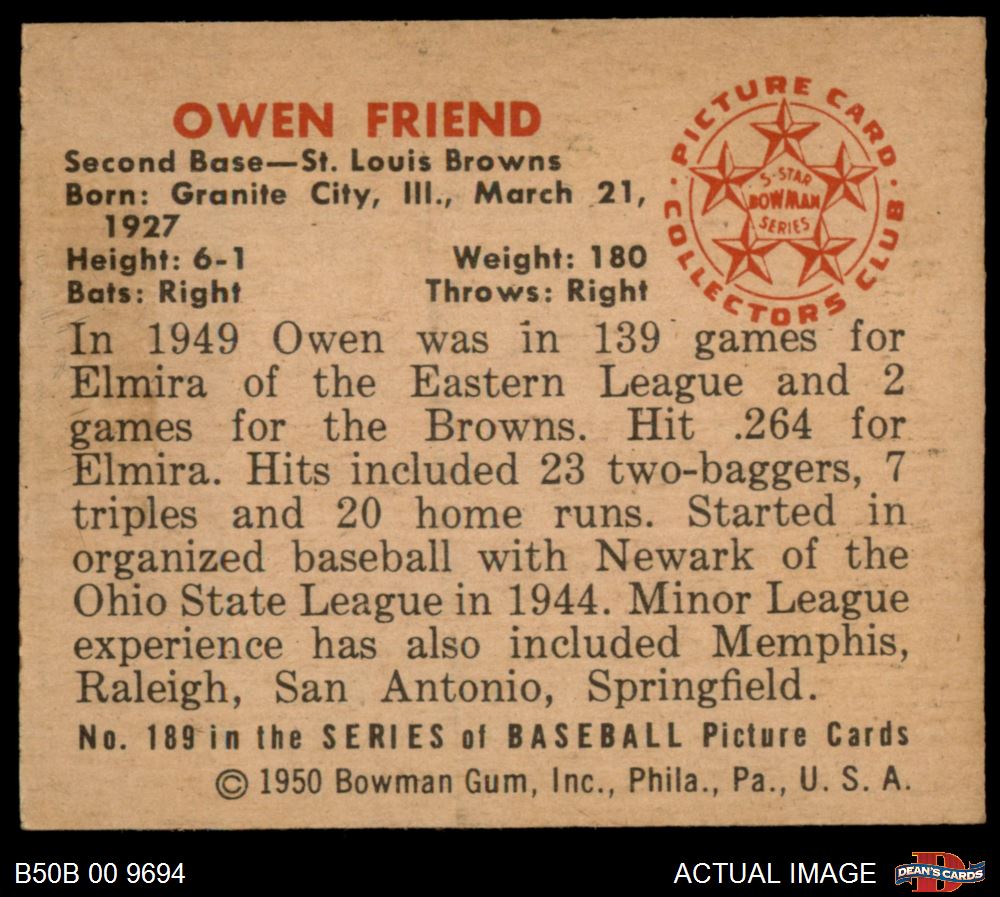 OWEN FRIEND
Second Base—St. Louis Browns
Born: Granite City, Ill., March 21,
1927
Height: 6-1 Weight: 180
Bats: Right Throws: Right
PICTURE CARD
COLLECTORS CLUB
5-STAR
BOWMAN
SERIES
In 1949 Owen was in 139 games for
Elmira of the Eastern League and 2
games for the Browns. Hit .264 for
Elmira. Hits included 23 two-baggers, 7
triples and 20 home runs. Started in
organized baseball with Newark of the
Ohio State League in 1944. Minor League
experience has also included Memphis,
Raleigh, San Antonio, Springfield.
No. 189 in the SERIES of BASEBALL Picture Cards
© 1950 Bowman Gum, Inc., Phila., Pa., U. S. A.
B50B 00 9694 ACTUAL IMAGE
D
DEAN'S CARDS